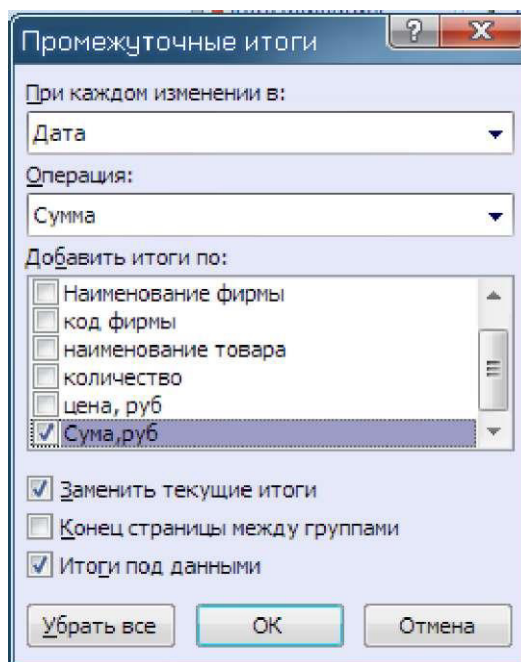 Промежуточные итоги
?
При каждом изменении в:
Дата
Операция:
Сумма
Добавить итоги по:
Наименование фирмы
код фирмы
наименование товара
количество
цена, руб
Сума,руб
Заменить текущие итоги
Конец страницы между группами
Итоги под данными
Убрать все ОК Отмена